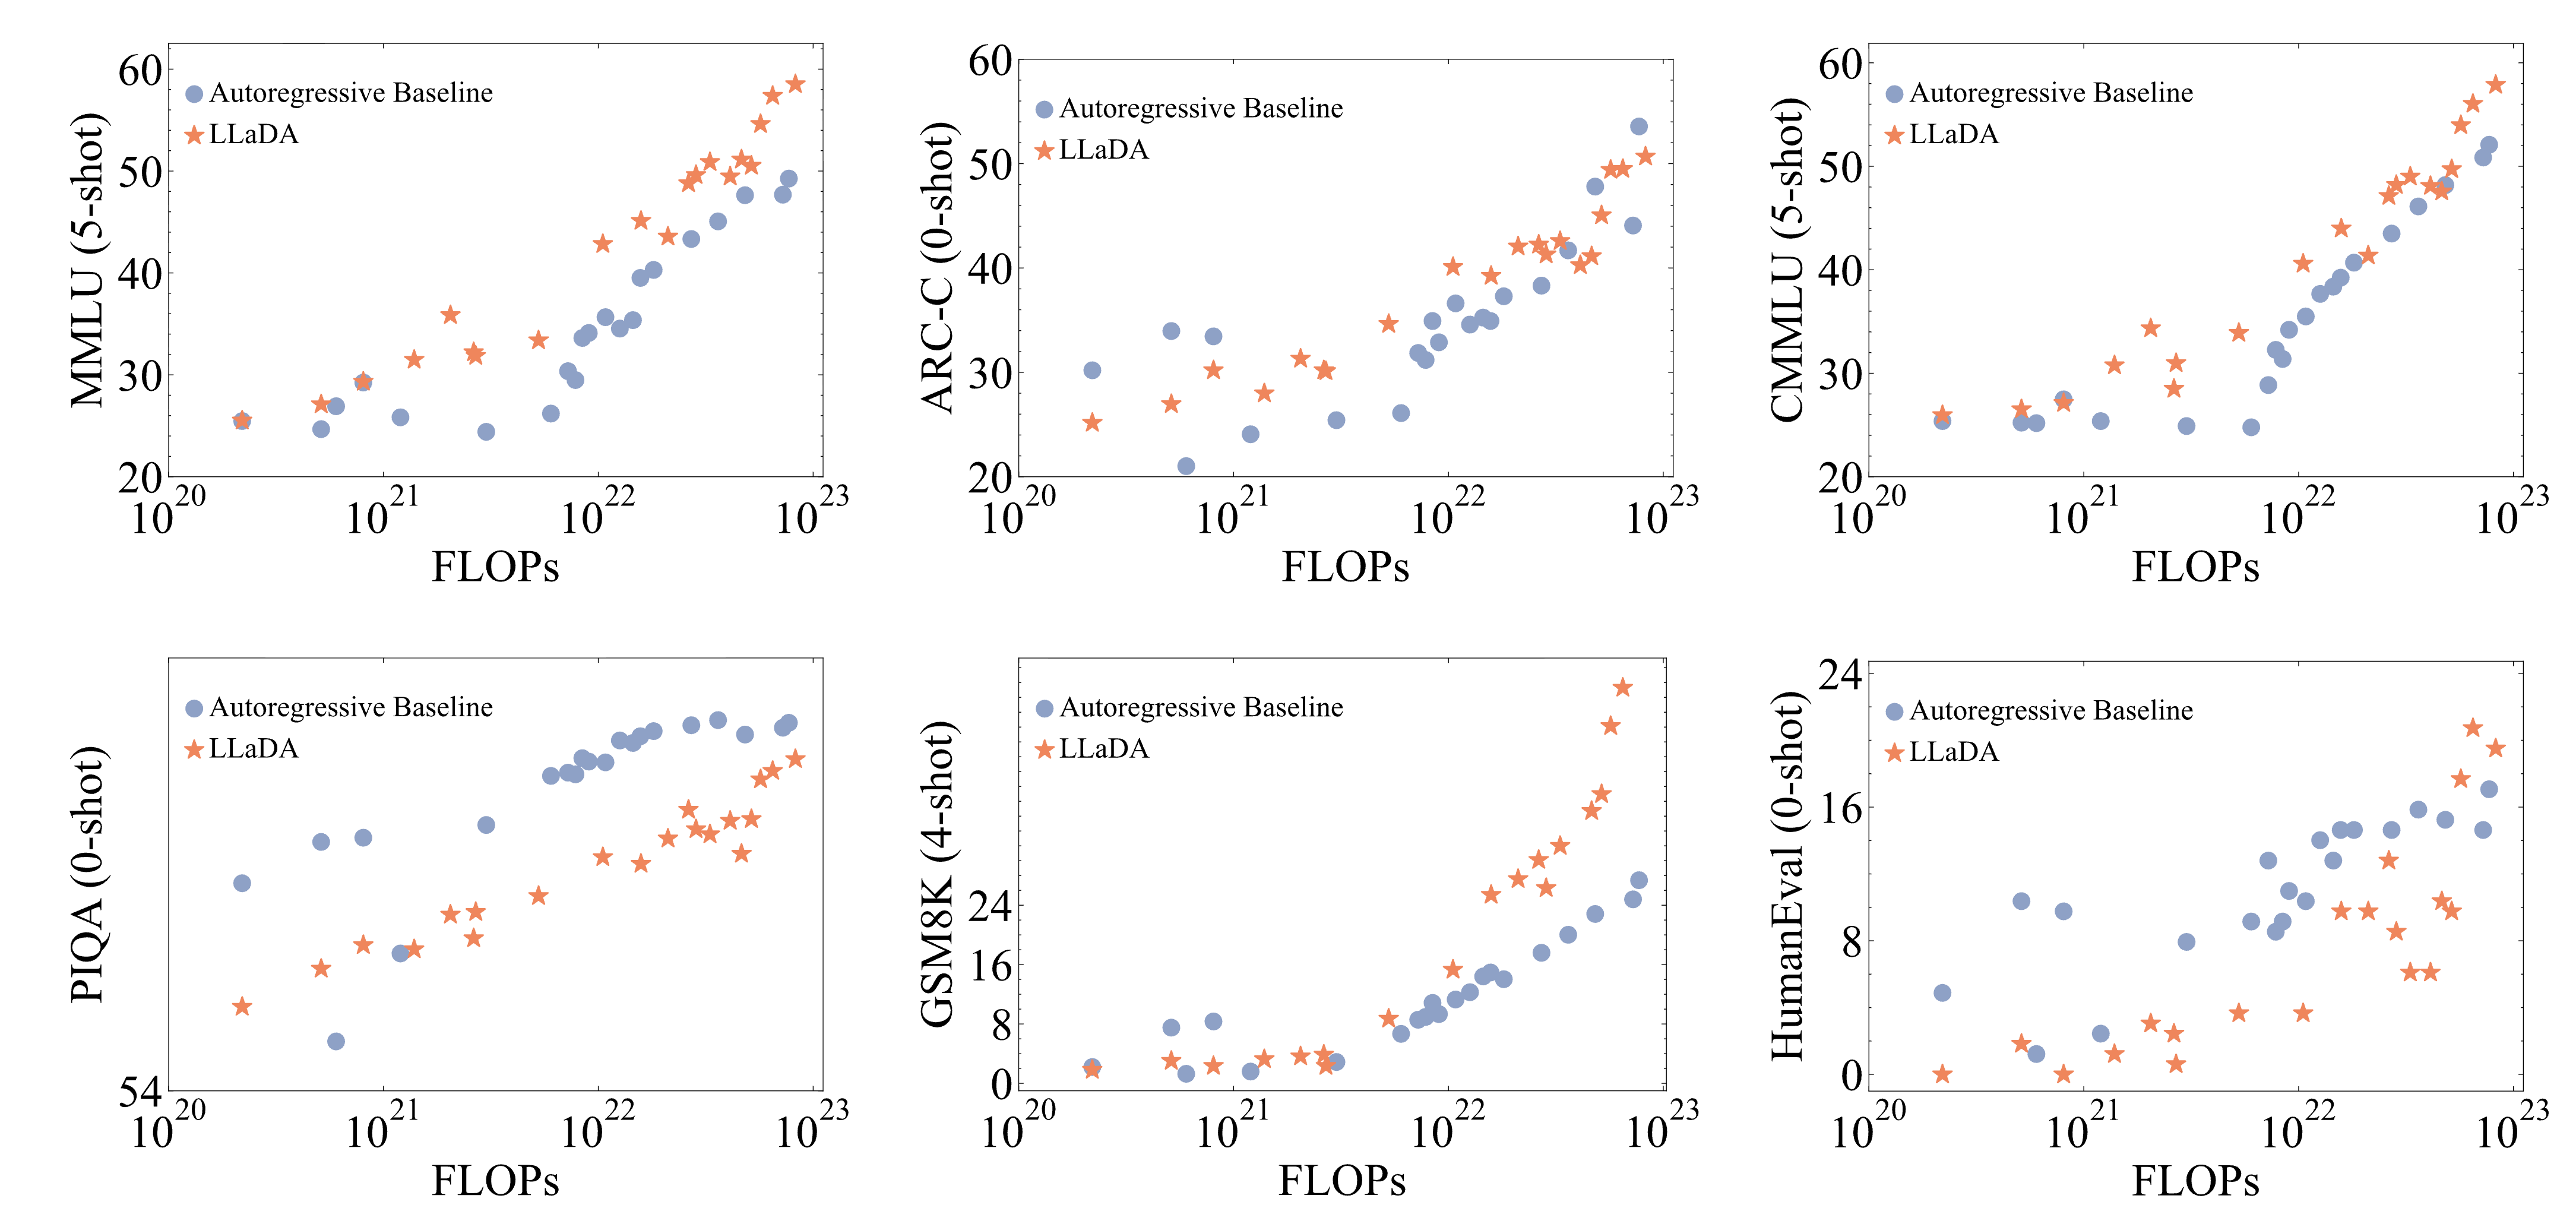 MMLU (5-shot)
60
50
40
30
20
Autoregressive Baseline
LLaDA
10^20
10^21
10^22
10^23
FLOPs
ARC-C (0-shot)
60
50
40
30
20
Autoregressive Baseline
LLaDA
10^20
10^21
10^22
10^23
FLOPs
CMMLU (5-shot)
60
50
40
30
20
Autoregressive Baseline
LLaDA
10^20
10^21
10^22
10^23
FLOPs
PIQA (0-shot)
54
Autoregressive Baseline
LLaDA
10^20
10^21
10^22
10^23
FLOPs
GSM8K (4-shot)
24
16
8
0
Autoregressive Baseline
LLaDA
10^20
10^21
10^22
10^23
FLOPs
HumanEval (0-shot)
24
16
8
0
Autoregressive Baseline
LLaDA
10^20
10^21
10^22
10^23
FLOPs